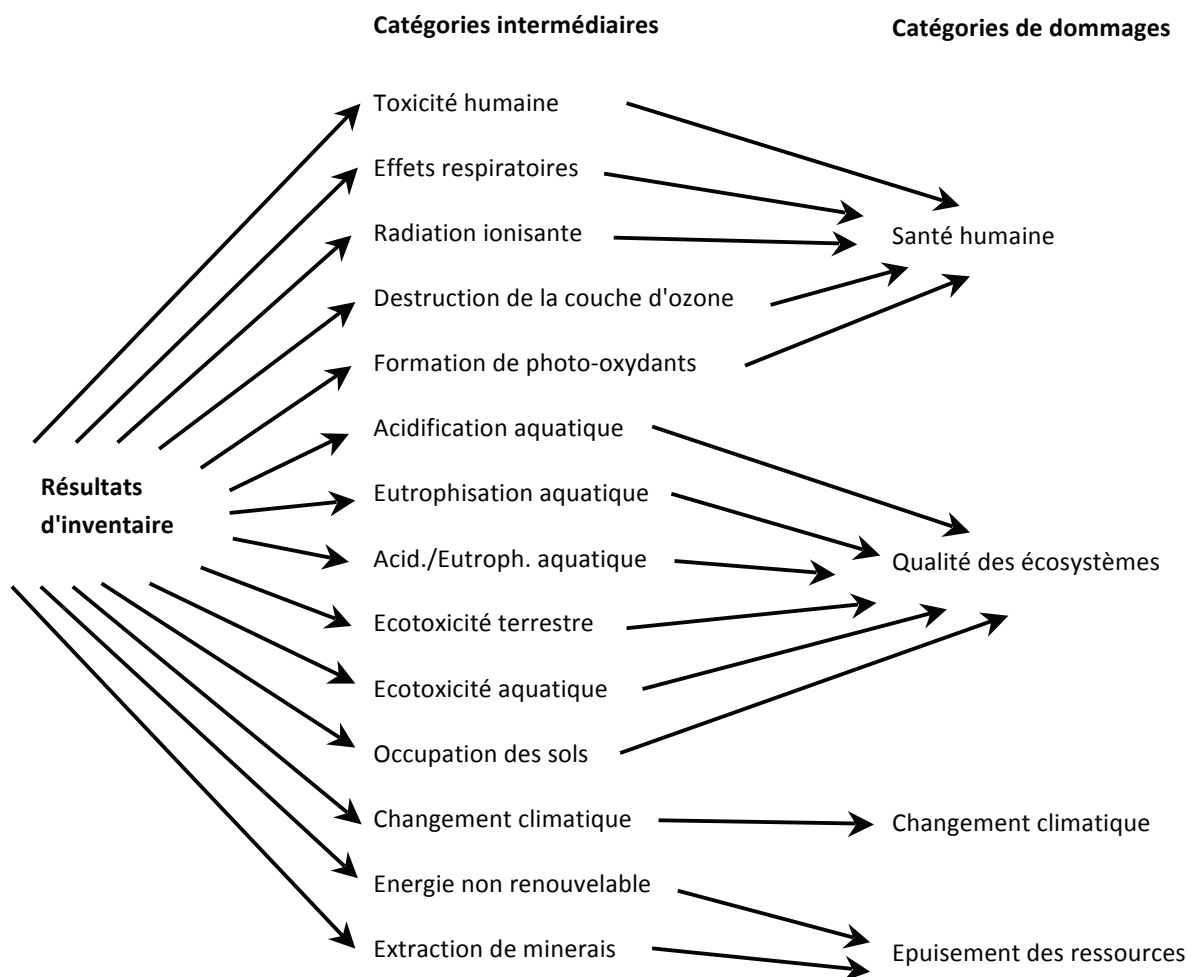 Catégories intermédiaires
Catégories de dommages
Toxicité humaine
Effets respiratoires
Radiation ionisante
Santé humaine
Destruction de la couche d'ozone
Formation de photo-oxydants
Acidification aquatique
Résultats
d'inventaire
Eutrophisation aquatique
Acid./Eutroph. aquatique
Qualité des écosystèmes
Ecotoxicité terrestre
Ecotoxicité aquatique
Occupation des sols
Changement climatique
Changement climatique
Energie non renouvelable
Extraction de minerais
Epuisement des ressources